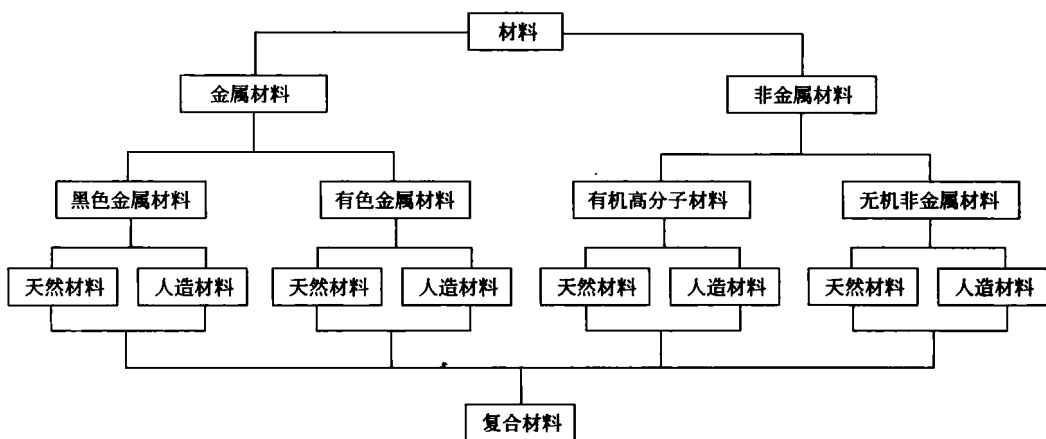 材料
金属材料
非金属材料
黑色金属材料
有色金属材料
有机高分子材料
无机非金属材料
天然材料
人造材料
天然材料
人造材料
天然材料
人造材料
天然材料
人造材料
复合材料